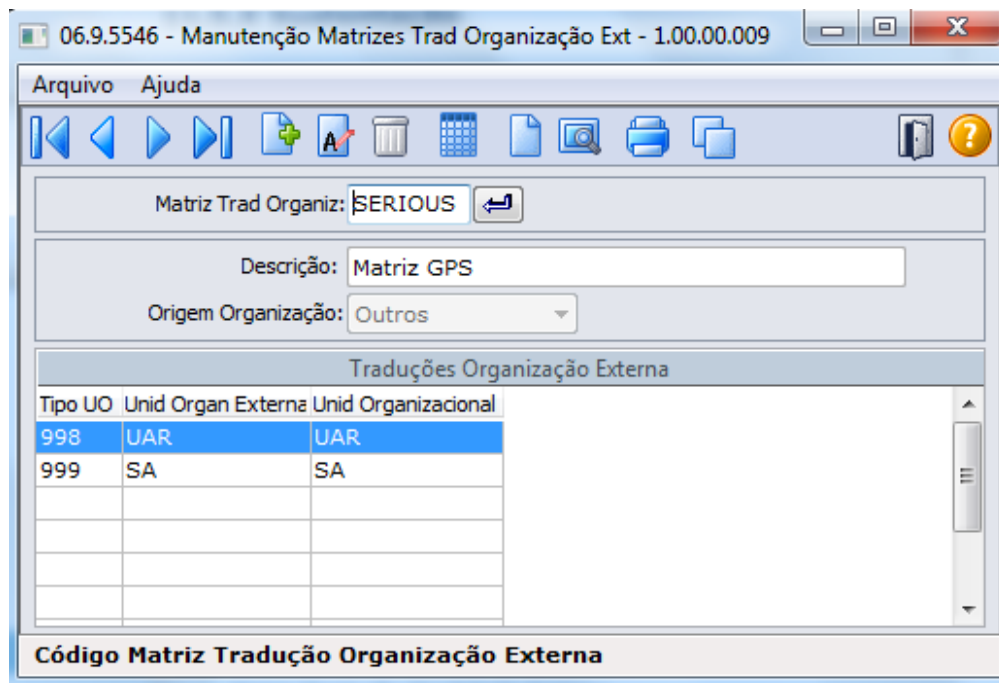 06.9.5546 - Manutenção Matrizes Trad Organização Ext - 1.00.00.009
Arquivo Ajuda
Matriz Trad Organiz: SERIOUS
Descrição: Matriz GPS
Origem Organização: Outros
Traduções Organização Externa
Tipo UO Unid Organ Externa Unid Organizacional
998 UAR UAR
999 SA SA
Código Matriz Tradução Organização Externa